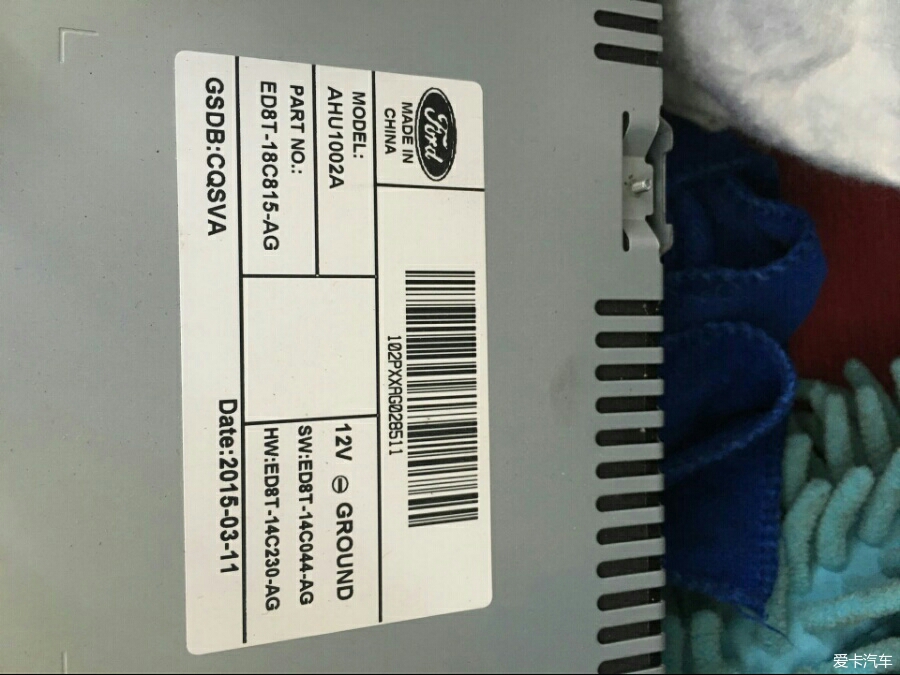 Ford
MADE IN
CHINA
102PXXAG028511
MODEL:
AHU1002A
PART NO.:
ED8T-18C815-AG
12V ⊖ GROUND
SW:ED8T-14C044-AG
HW:ED8T-14C230-AG
GSDB:CQSVA
Date:2015-03-11
爱卡汽车